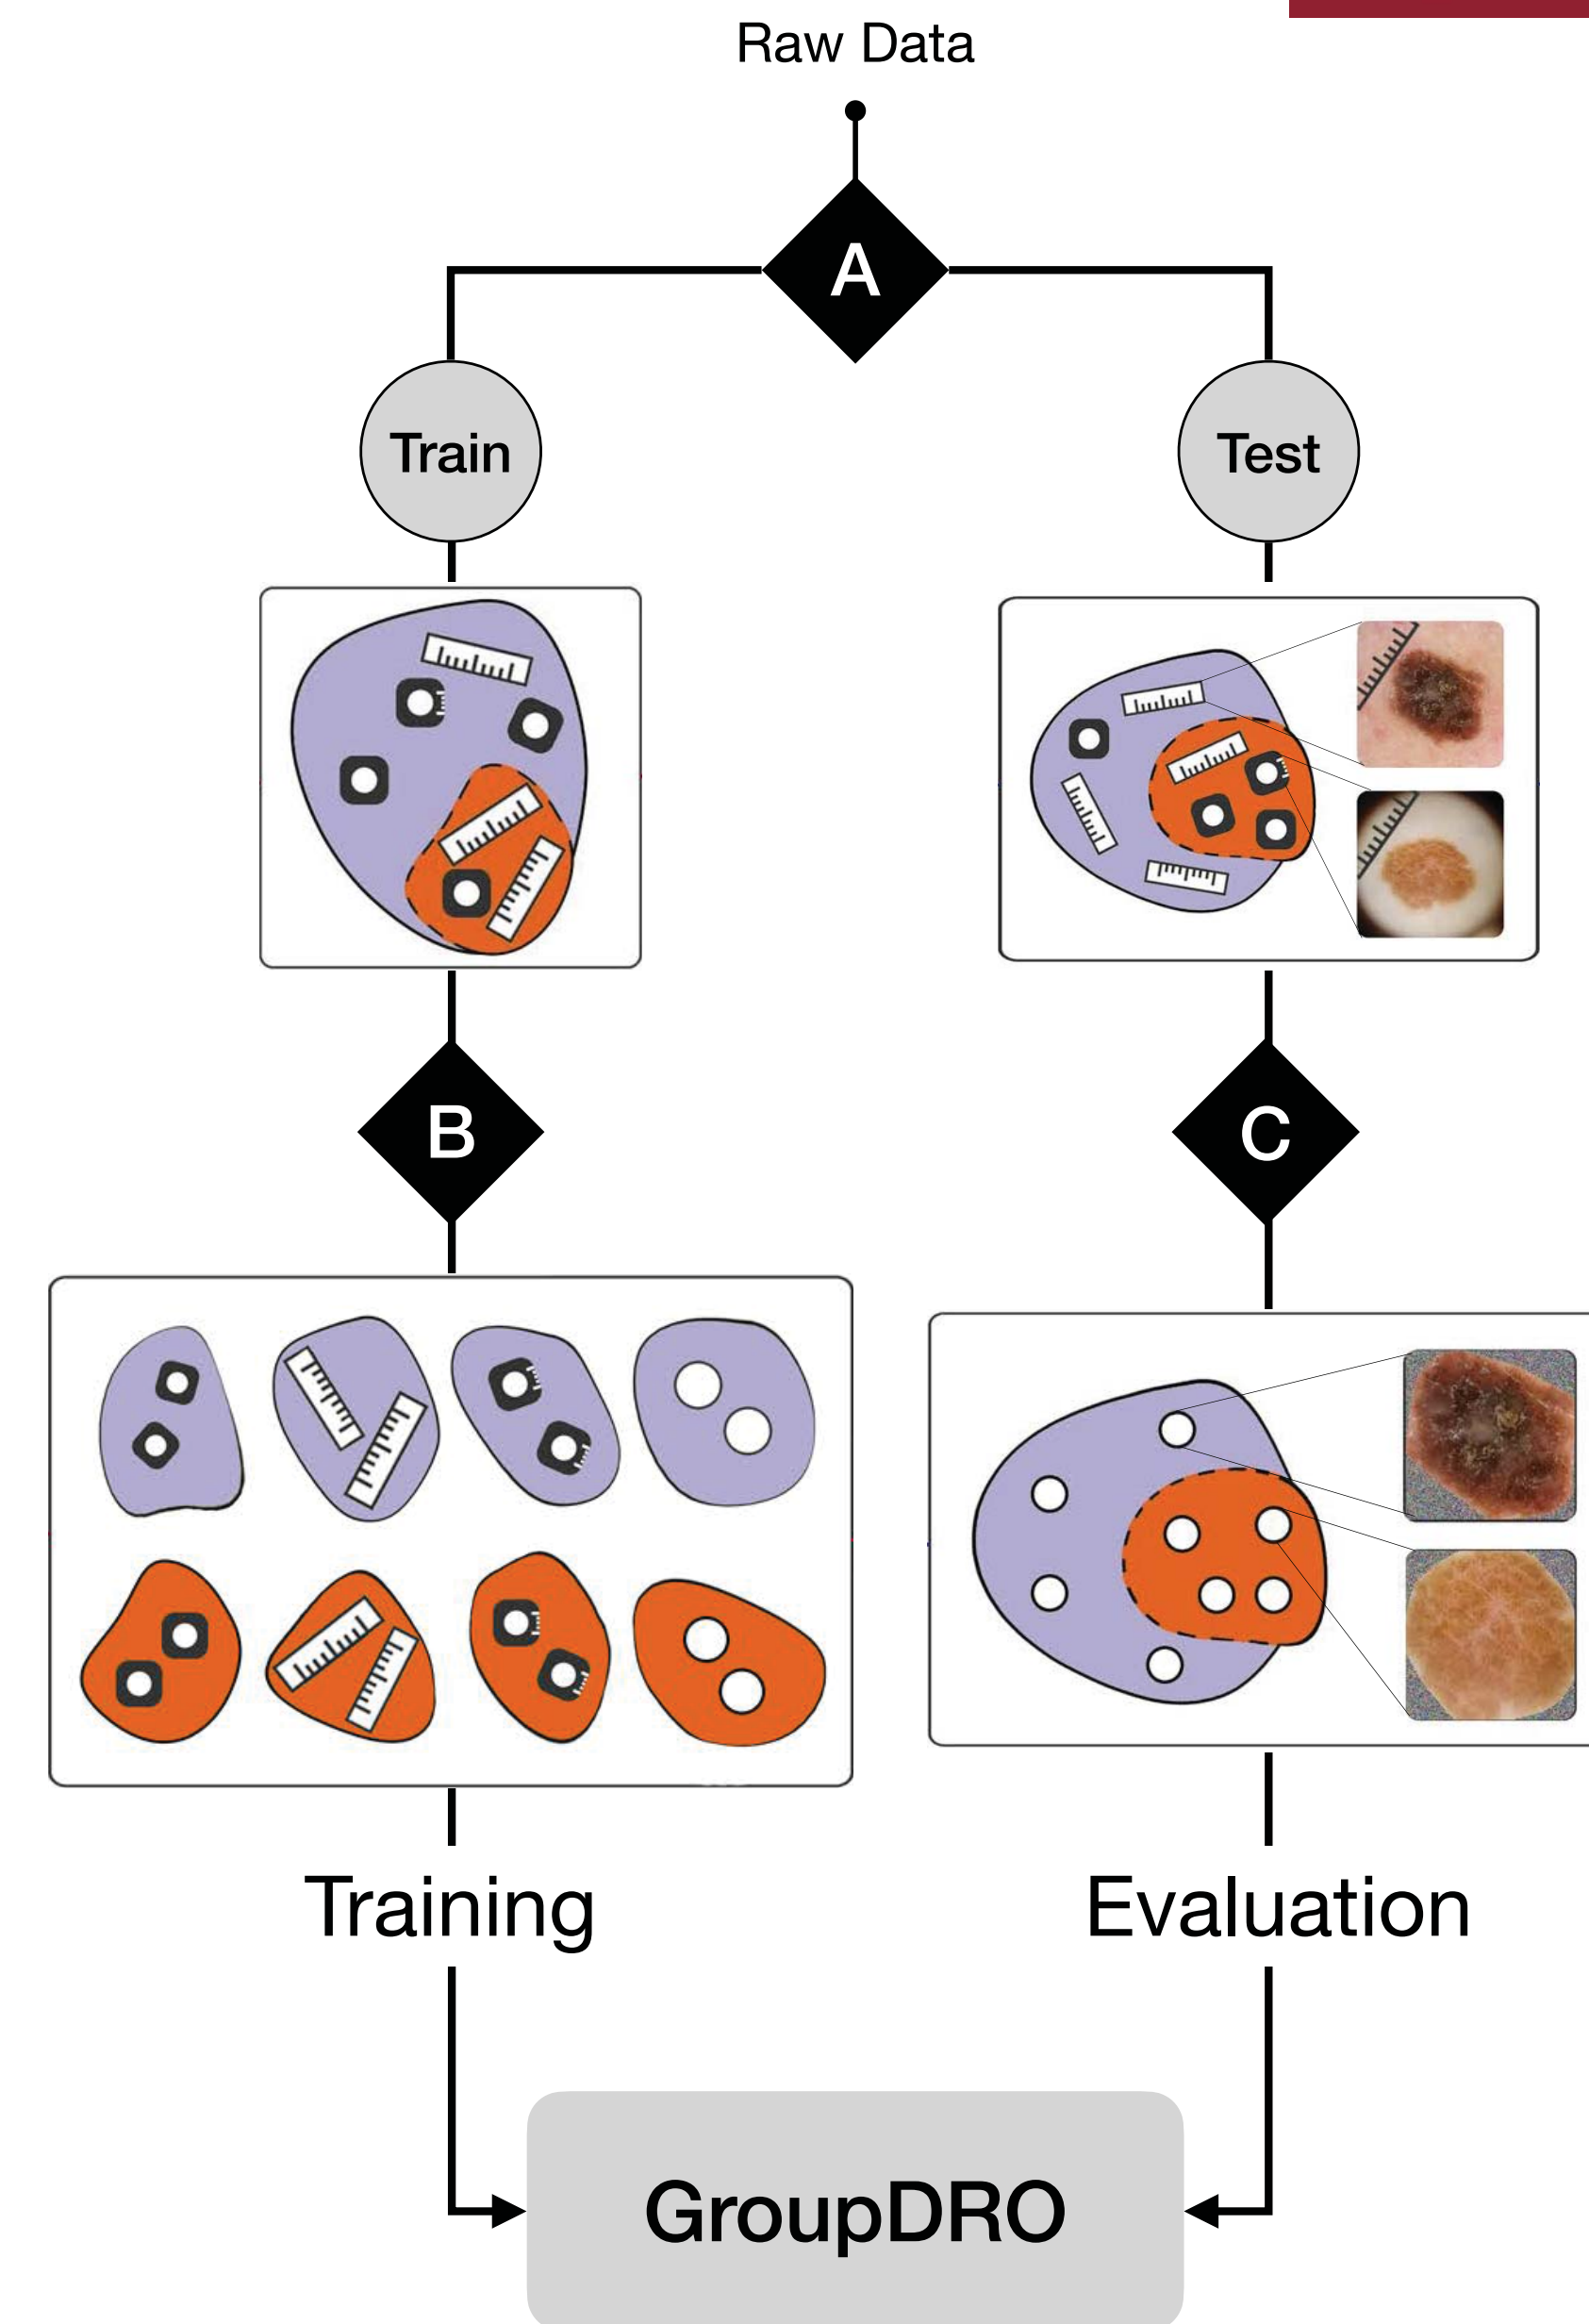 Raw Data
A
Train
Test
B
C
Training
Evaluation
GroupDRO